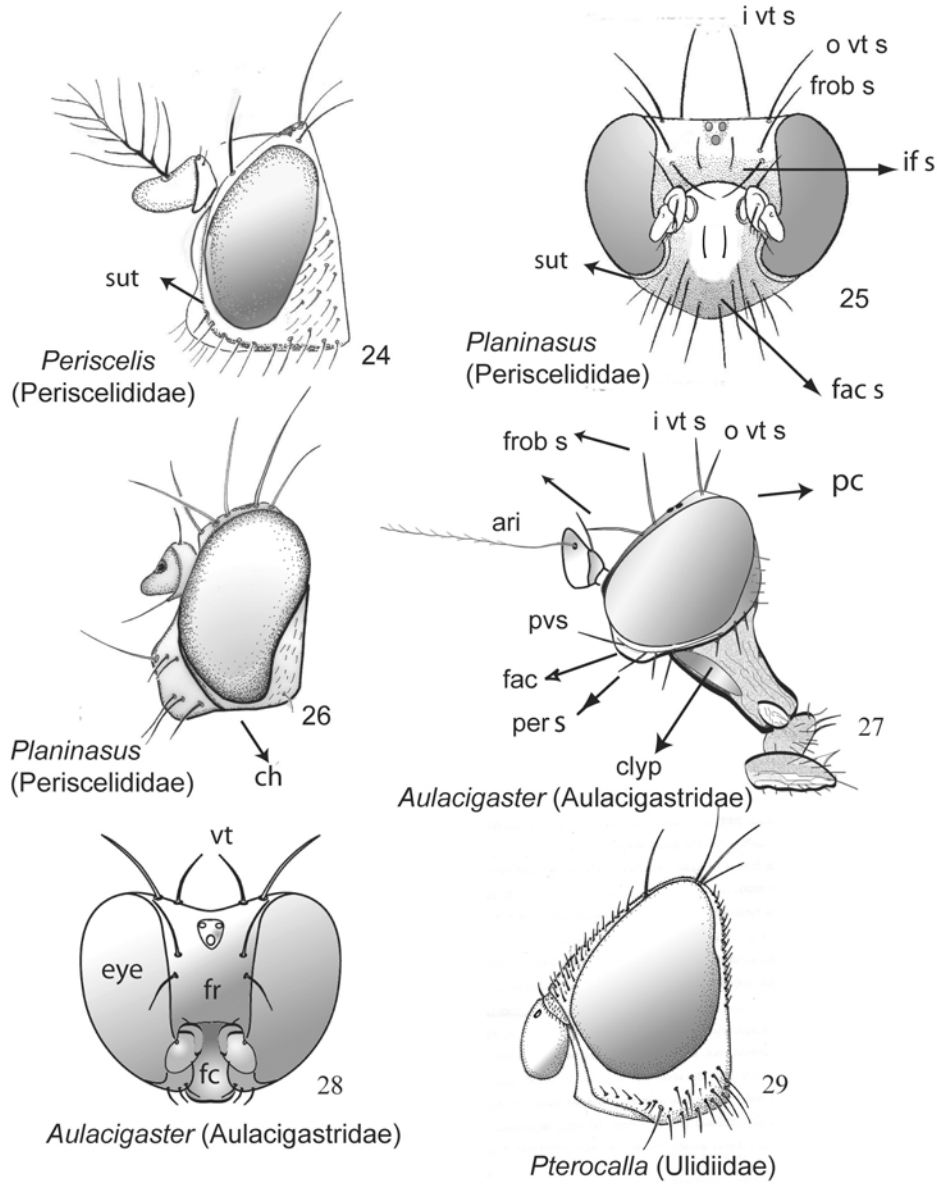 i vt s
o vt s
frob s
if s
sut
24
Periscelis
(Periscelididae)
sut
25
Planinasus
(Periscelididae)
fac s
frob s
i vt s
o vt s
pc
ari
pvs
fac
per s
clyp
27
26
Planinasus
(Periscelididae)
ch
Aulacigaster (Aulacigastridae)
vt
eye
fr
fc
28
Aulacigaster (Aulacigastridae)
29
Pterocalla (Ulidiidae)